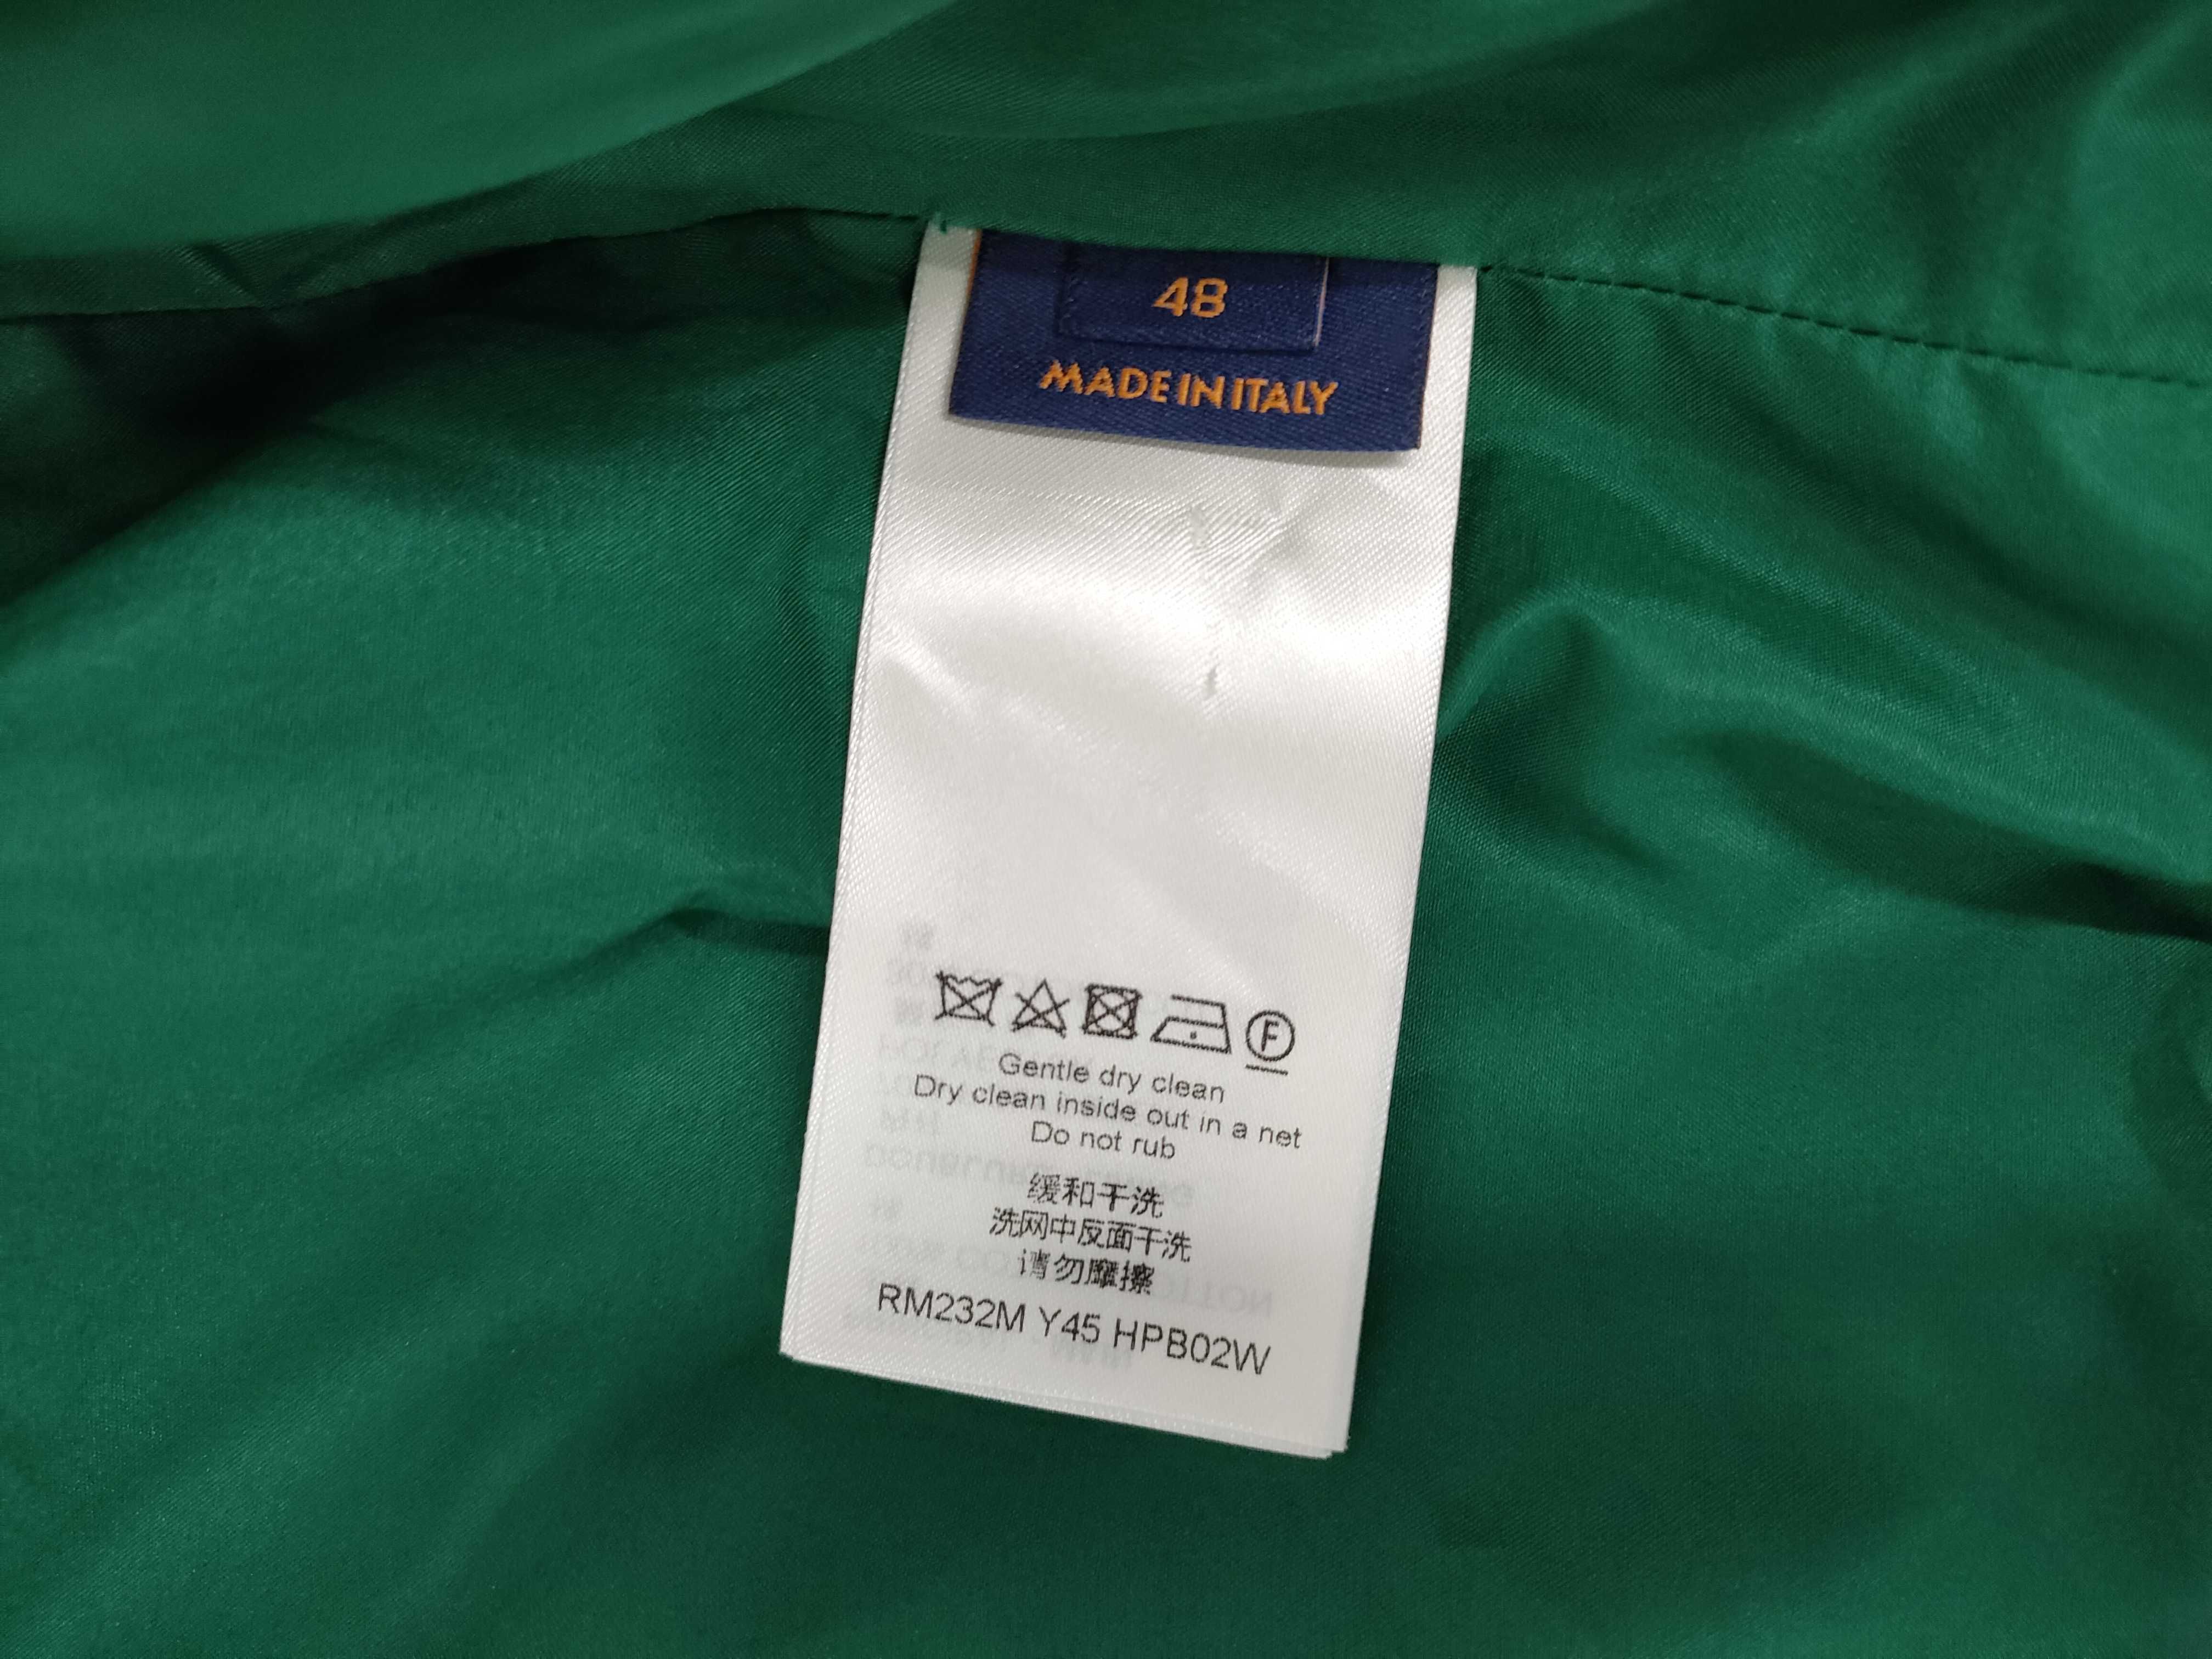 48
MADE IN ITALY
F
Gentle dry clean
Dry clean inside out in a net
Do not rub
缓和干洗
洗网中反面干洗
请勿摩擦
RM232M Y45 HPB02W